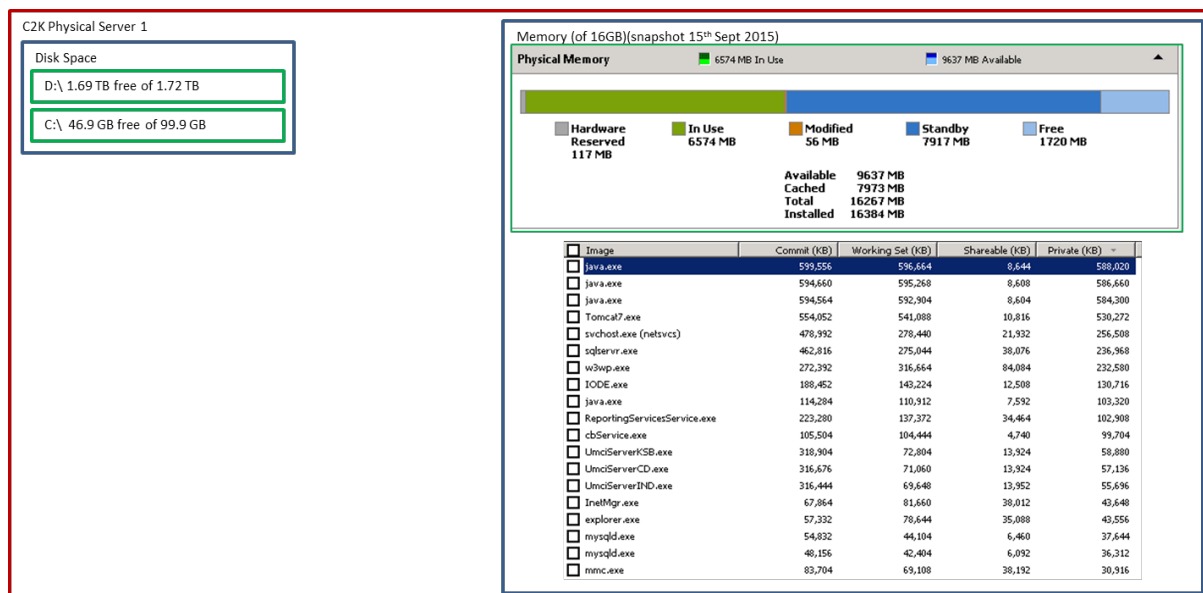 C2K Physical Server 1
Disk Space
D:\ 1.69 TB free of 1.72 TB
C:\ 46.9 GB free of 99.9 GB
Memory (of 16GB)(snapshot 15th Sept 2015)
Physical Memory 6574 MB In Use 9637 MB Available
Hardware Reserved 117 MB
In Use 6574 MB
Modified 56 MB
Standby 7917 MB
Free 1720 MB
Available 9637 MB
Cached 7973 MB
Total 16267 MB
Installed 16384 MB
Image Commit (KB) Working Set (KB) Shareable (KB) Private (KB)
java.exe 599,556 596,664 8,644 588,020
java.exe 594,660 595,268 8,608 586,660
java.exe 594,564 592,904 8,604 584,300
Tomcat7.exe 554,052 541,088 10,816 530,272
svchost.exe (netsvcs) 478,992 278,440 21,932 256,508
sqlservr.exe 462,816 275,044 38,076 236,968
w3wp.exe 272,392 316,664 84,084 232,580
IODE.exe 188,452 143,224 12,508 130,716
java.exe 114,284 110,912 7,592 103,320
ReportingServicesService.exe 223,280 137,372 34,464 102,908
cbService.exe 105,504 104,444 4,740 99,704
UmciServerKSB.exe 318,904 72,804 13,924 58,880
UmciServerCD.exe 316,676 71,060 13,924 57,136
UmciServerIND.exe 316,444 69,648 13,952 55,696
InetMgr.exe 67,864 81,660 38,012 43,648
explorer.exe 57,332 78,644 35,088 43,556
mysqld.exe 54,832 44,104 6,460 37,644
mysqld.exe 48,156 42,404 6,092 36,312
mmc.exe 83,704 69,108 38,192 30,916